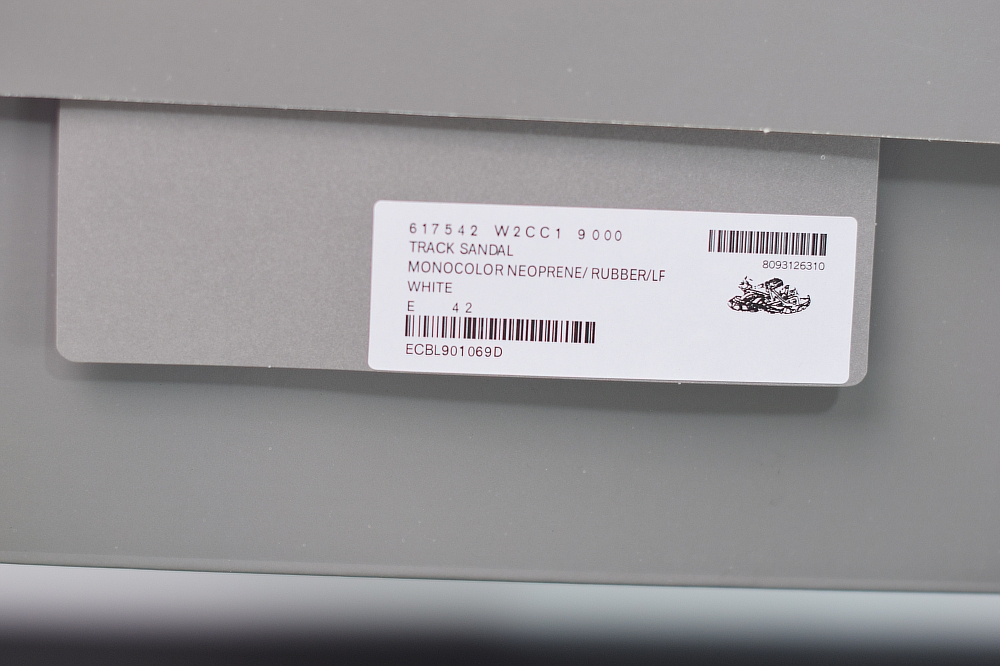 617542 W2CC1 9000
TRACK SANDAL
MONOCOLOR NEOPRENE/ RUBBER/LF
WHITE
E 42
ECBL901069D
8093126310